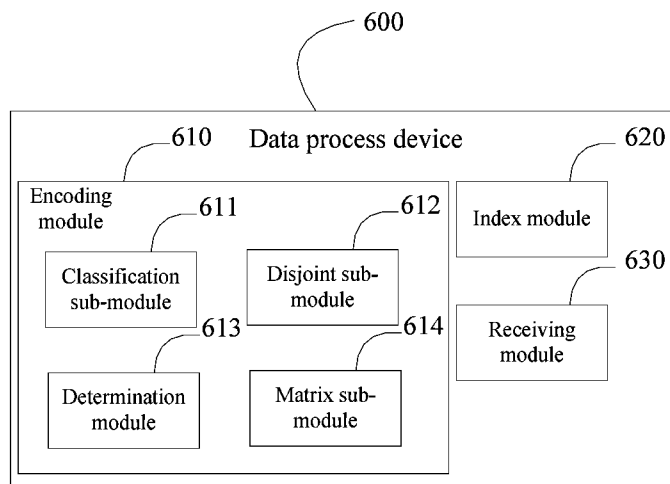 600
Data process device
610
620
Encoding
module
611
612
Index module
Classification
sub-module
Disjoint sub-
module
630
613
614
Receiving
module
Determination
module
Matrix sub-
module